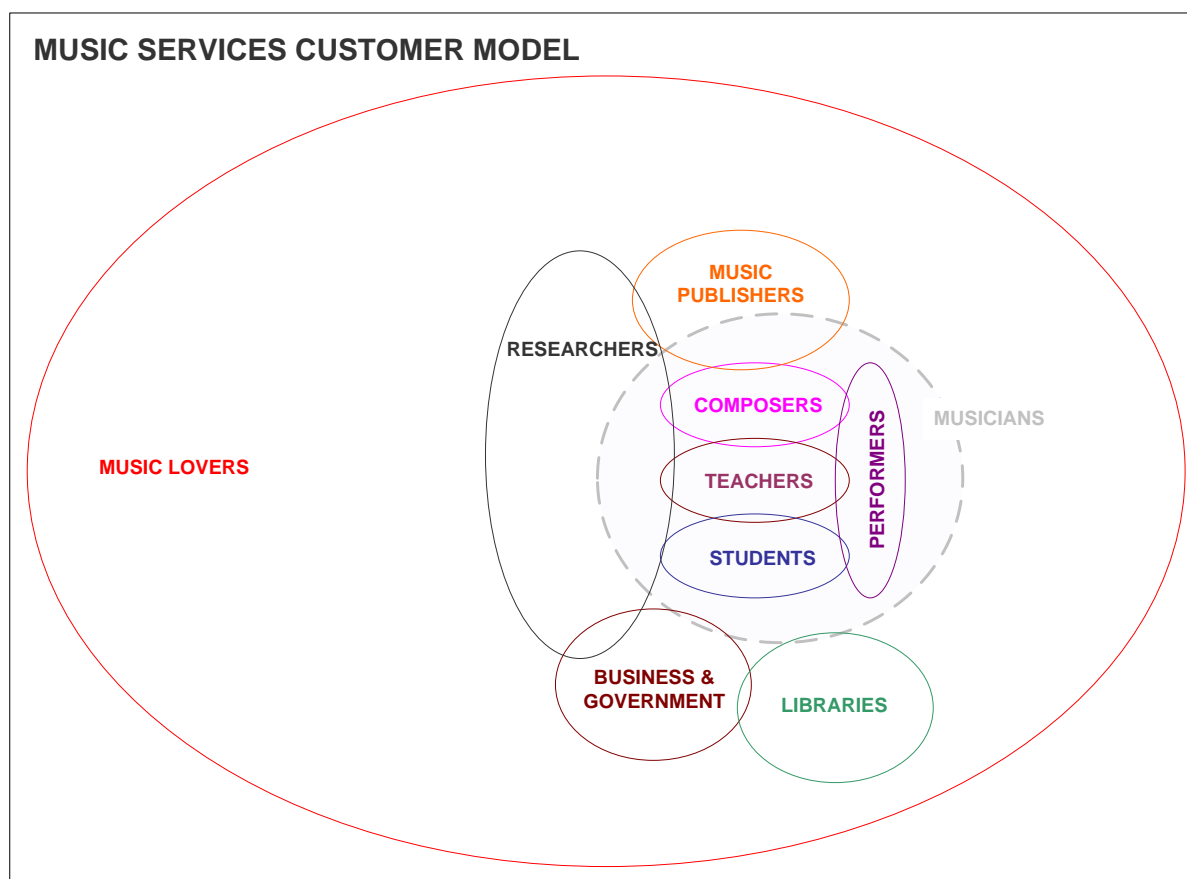 MUSIC SERVICES CUSTOMER MODEL
MUSIC
PUBLISHERS
RESEARCHERS
COMPOSERS
MUSICIANS
PERFORMERS
MUSIC LOVERS
TEACHERS
STUDENTS
BUSINESS &
GOVERNMENT
LIBRARIES